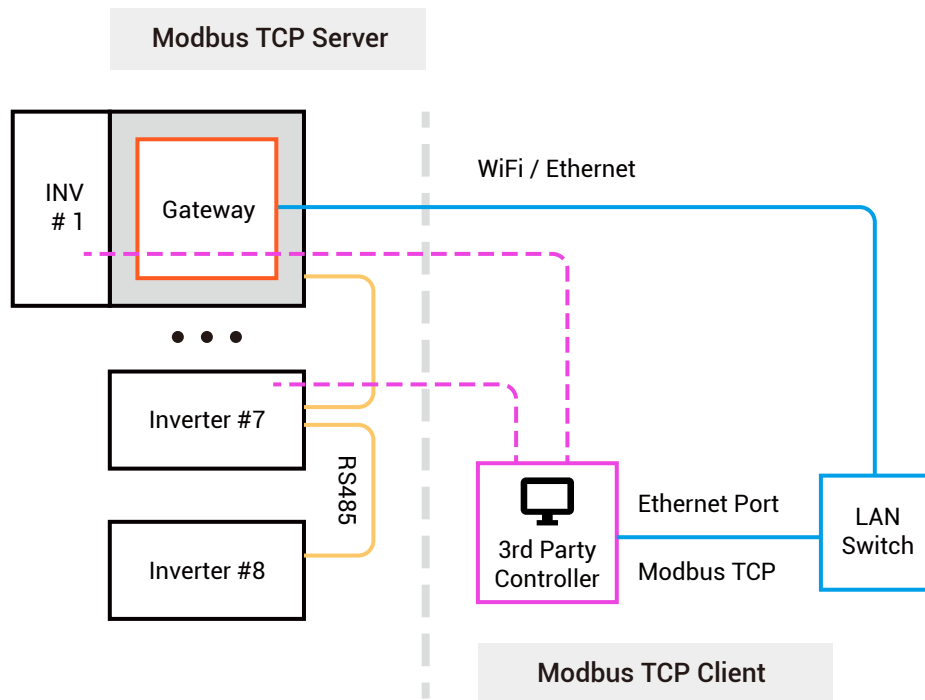 Modbus TCP Server
WiFi / Ethernet
INV
# 1
Gateway
Inverter #7
RS485
Inverter #8
3rd Party
Controller
Ethernet Port
Modbus TCP
LAN
Switch
Modbus TCP Client